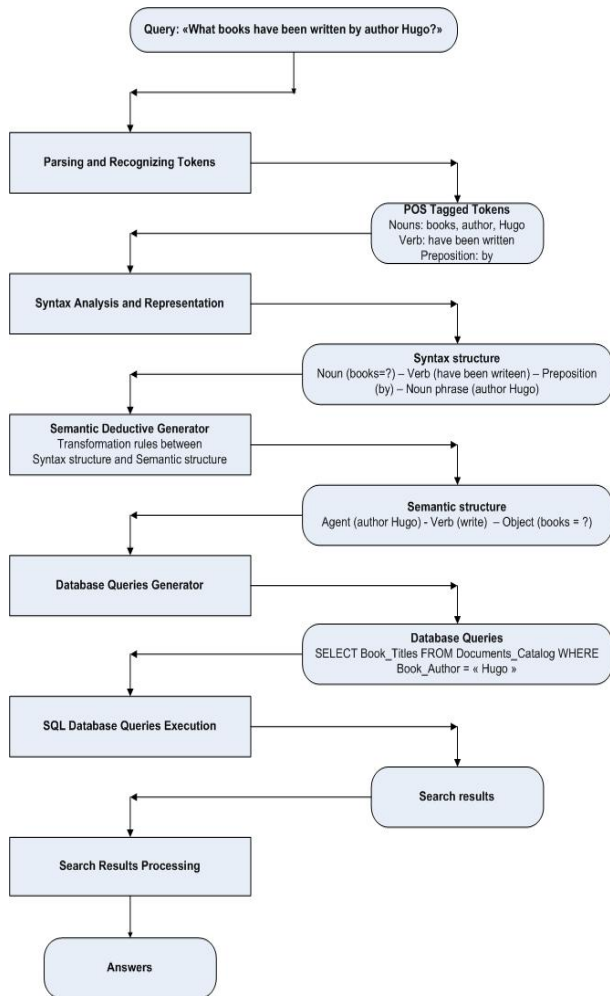 Query: «What books have been written by author Hugo?»
Parsing and Recognizing Tokens
POS Tagged Tokens
Nouns: books, author, Hugo
Verb: have been written
Preposition: by
Syntax Analysis and Representation
Syntax structure
Noun (books=?) – Verb (have been writeen) – Preposition
(by) – Noun phrase (author Hugo)
Semantic Deductive Generator
Transformation rules between
Syntax structure and Semantic structure
Semantic structure
Agent (author Hugo) - Verb (write) – Object (books = ?)
Database Queries Generator
Database Queries
SELECT Book_Titles FROM Documents_Catalog WHERE
Book_Author = « Hugo »
SQL Database Queries Execution
Search results
Search Results Processing
Answers